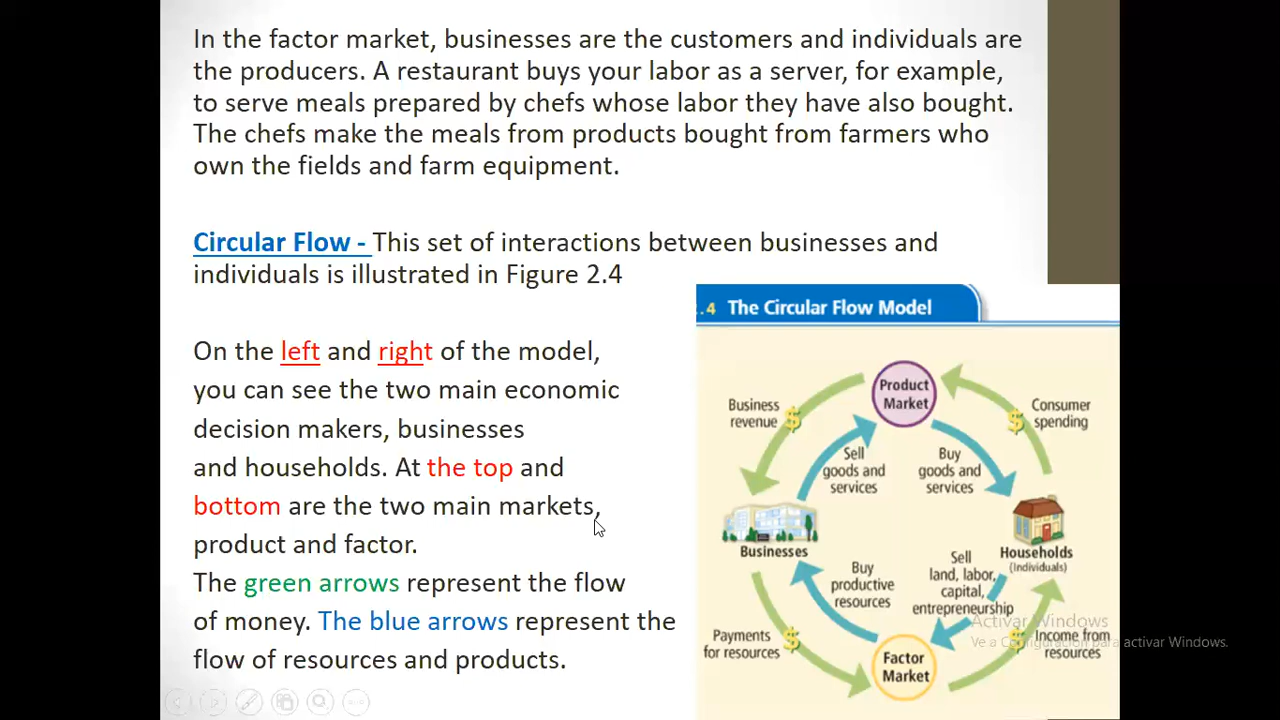 In the factor market, businesses are the customers and individuals are
the producers. A restaurant buys your labor as a server, for example,
to serve meals prepared by chefs whose labor they have also bought.
The chefs make the meals from products bought from farmers who
own the fields and farm equipment.
Circular Flow - This set of interactions between businesses and
individuals is illustrated in Figure 2.4
On the left and right of the model,
you can see the two main economic
decision makers, businesses
and households. At the top and
bottom are the two main markets,
product and factor.
The green arrows represent the flow
of money. The blue arrows represent the
flow of resources and products.
.4 The Circular Flow Model
Product
Market
Business
revenue
$
$
Consumer
spending
Sell
goods and
services
Buy
goods and
services
Businesses
Households
(Individuals)
Buy
productive
resources
Sell
land, labor,
capital,
entrepreneurship
Payments
for resources
$
$
Income from
resources
Factor
Market
Activar Windows
Ve a Configuración para activar Windows.